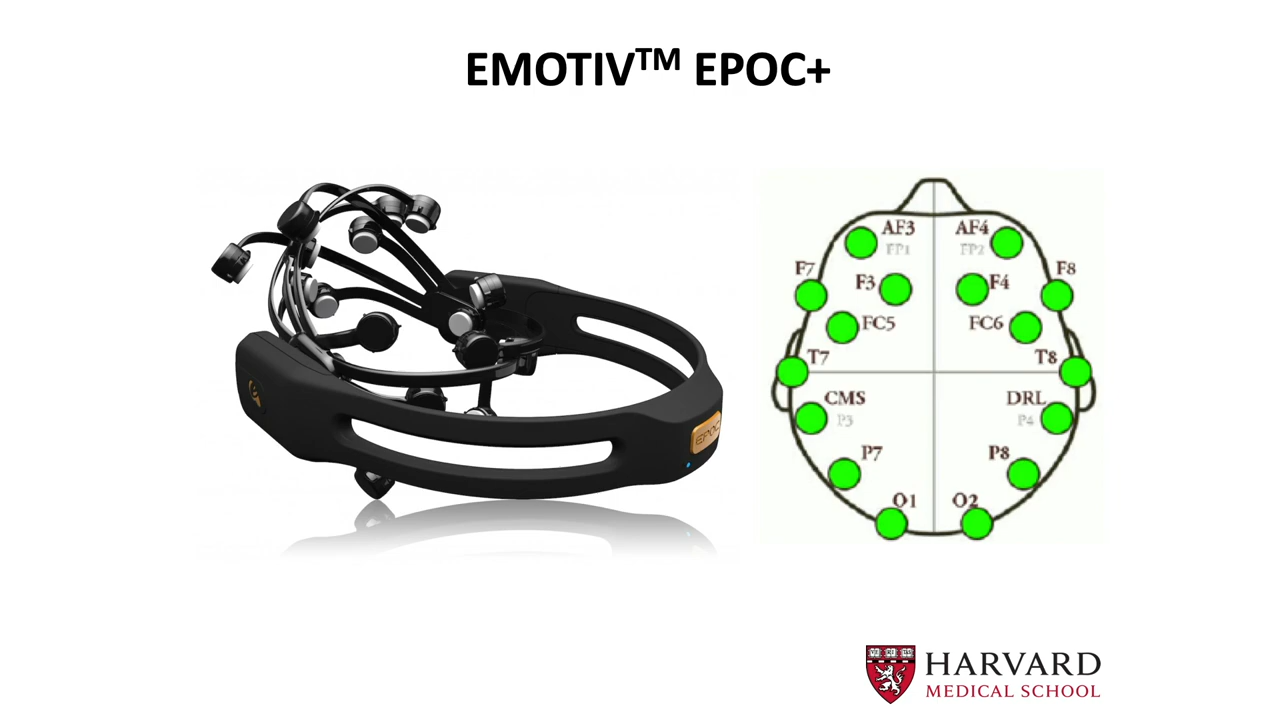 EMOTIV™ EPOC+
AF3 AF4
FP1 FP2
F7 F8
F3 F4
FC5 FC6
T7 T8
CMS DRL
P3 P4
P7 P8
O1 O2
EPOC
HARVARD
MEDICAL SCHOOL